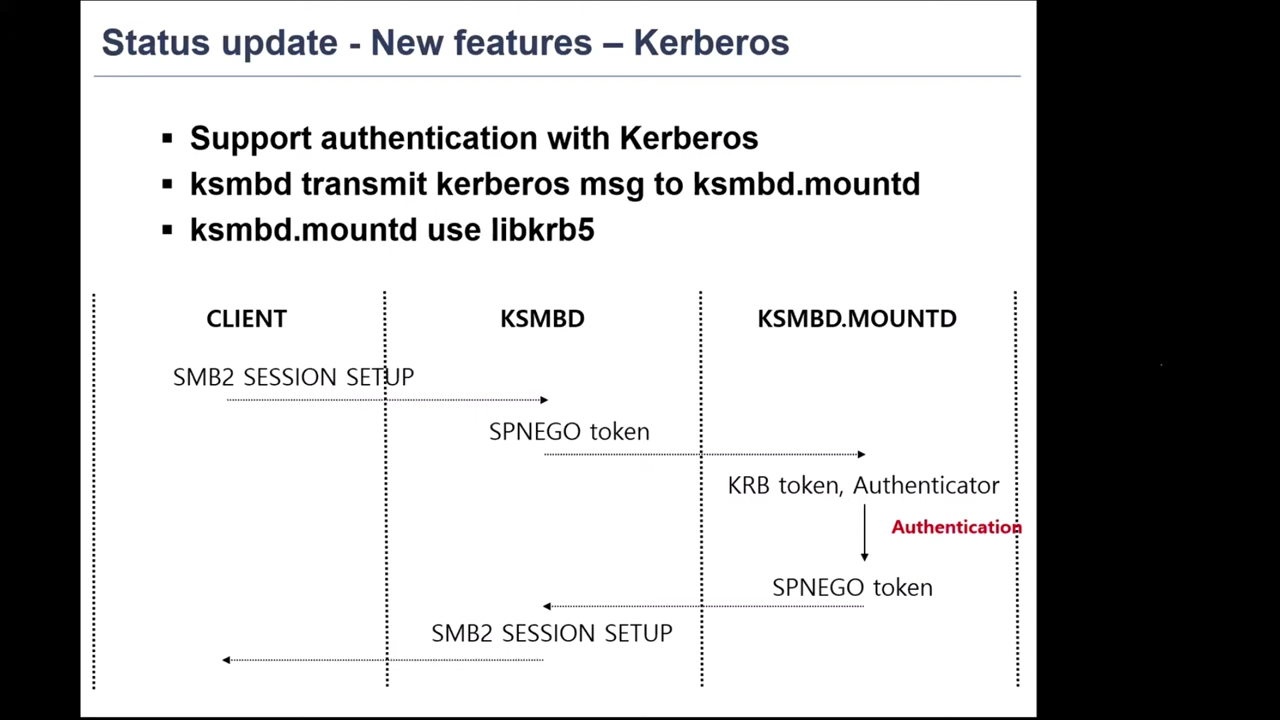 Status update - New features – Kerberos
▪ Support authentication with Kerberos
▪ ksmbd transmit kerberos msg to ksmbd.mountd
▪ ksmbd.mountd use libkrb5
CLIENT KSMBD KSMBD.MOUNTD
SMB2 SESSION SETUP
SPNEGO token
KRB token, Authenticator
Authentication
SPNEGO token
SMB2 SESSION SETUP